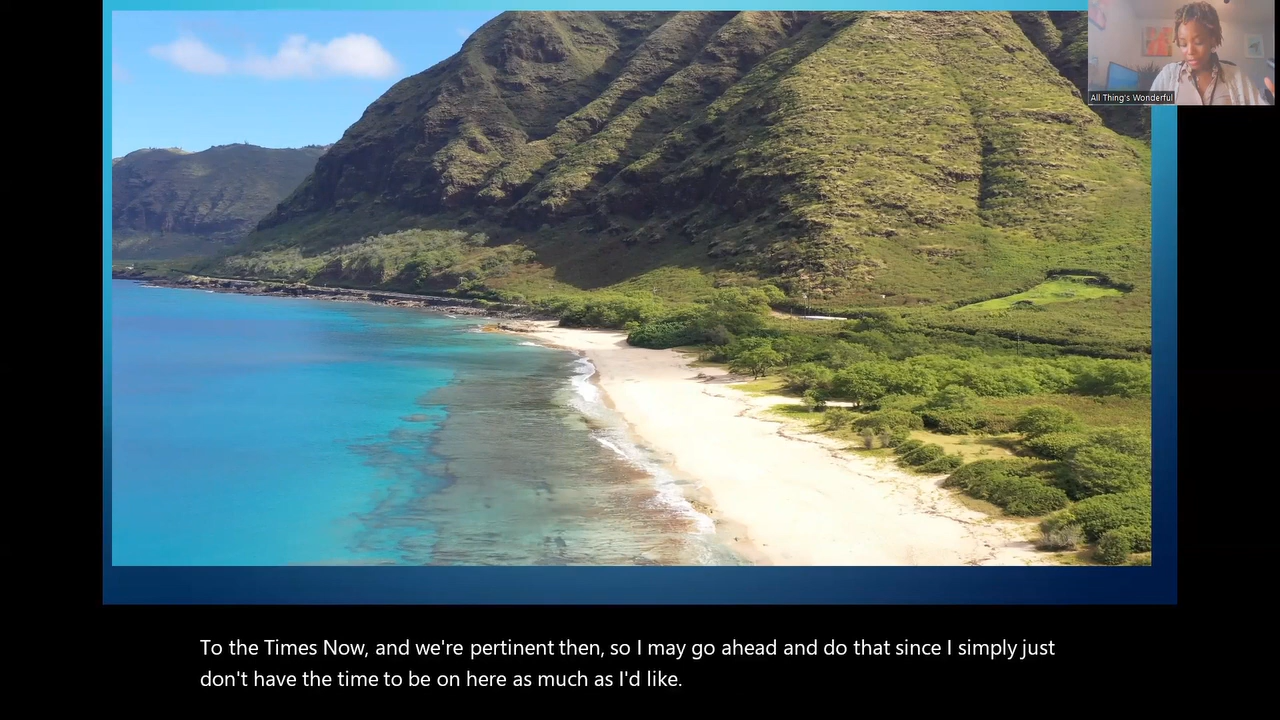 All Thing's Wonderful
To the Times Now, and we're pertinent then, so I may go ahead and do that since I simply just
don't have the time to be on here as much as I'd like.